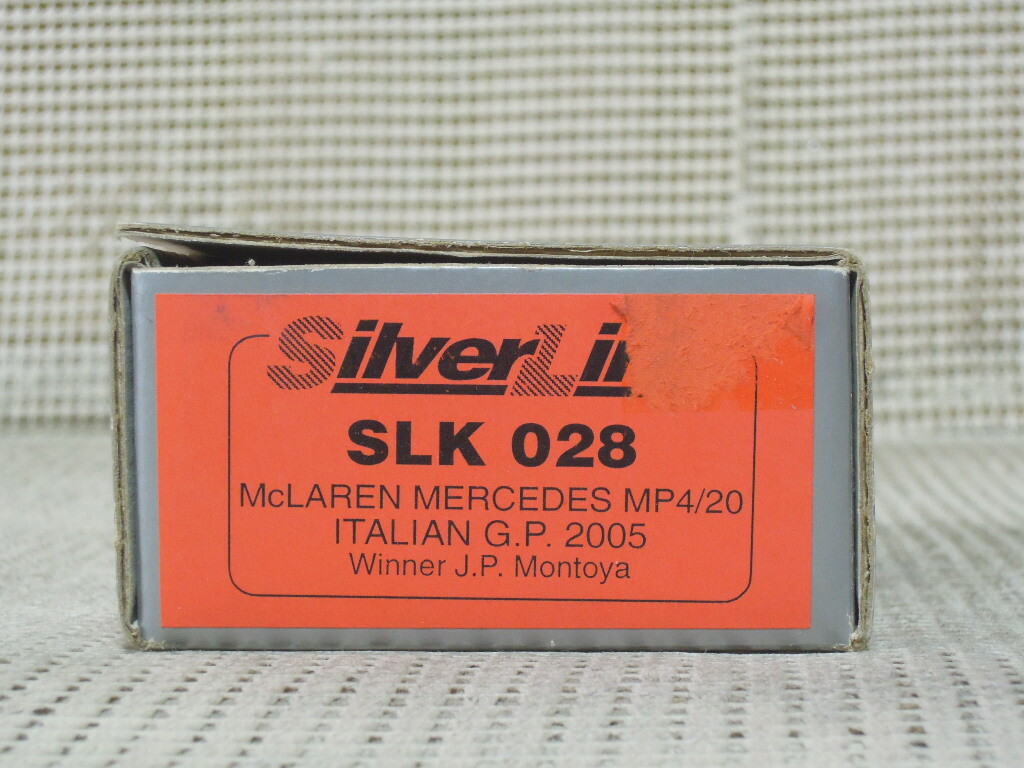 SilverLi
SLK 028
McLAREN MERCEDES MP4/20
ITALIAN G.P. 2005
Winner J.P. Montoya